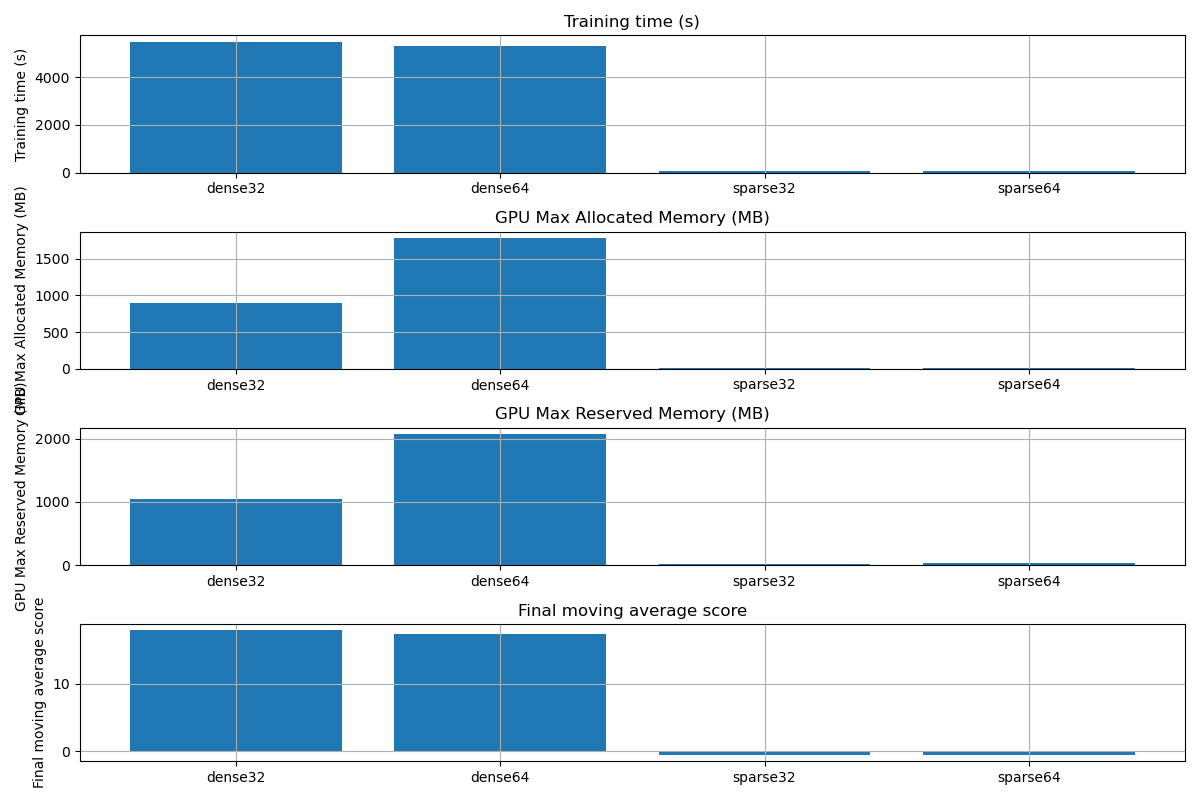 Training time (s)
Training time (s)
4000
2000
0
dense32
dense64
sparse32
sparse64
GPU Max Allocated Memory (MB)
GPU Max Allocated Memory (MB)
1500
1000
500
0
dense32
dense64
sparse32
sparse64
GPU Max Reserved Memory (MB)
GPU Max Reserved Memory (MB)
2000
1000
0
dense32
dense64
sparse32
sparse64
Final moving average score
Final moving average score
10
0
dense32
dense64
sparse32
sparse64